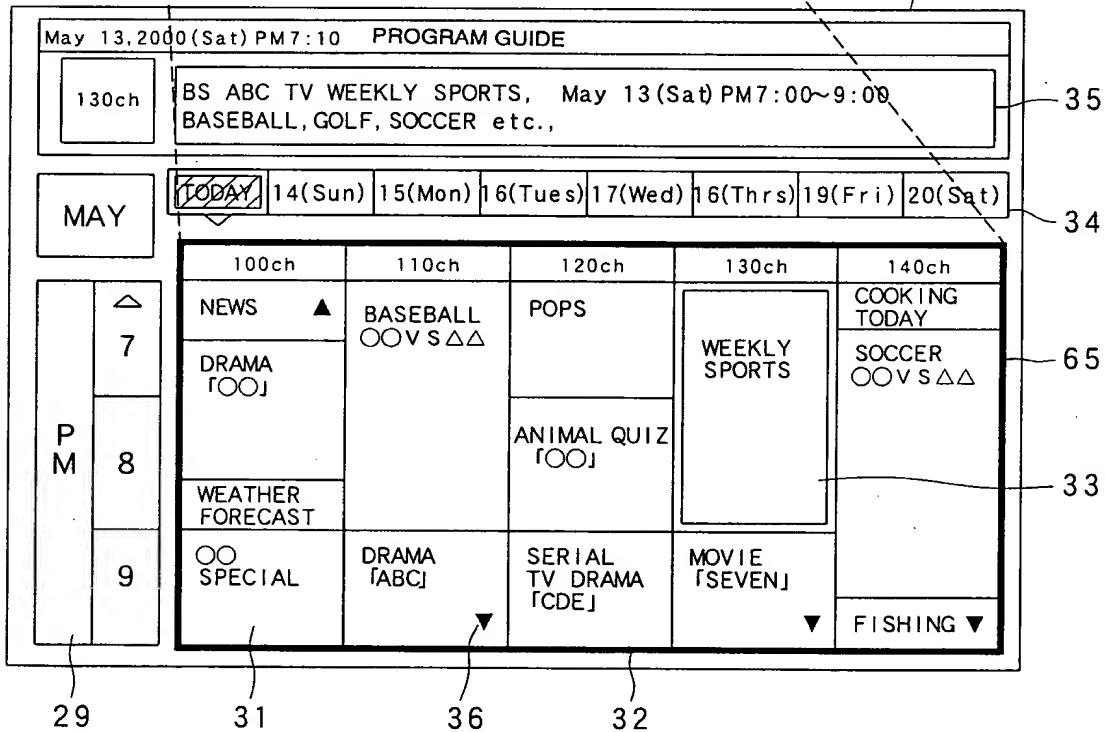 May 13,2000(Sat)PM7:10 PROGRAM GUIDE
130ch
BS ABC TV WEEKLY SPORTS, May 13(Sat)PM7:00~9:00
BASEBALL,GOLF,SOCCER etc.,
35
MAY
TODAY 14(Sun) 15(Mon) 16(Tues) 17(Wed) 16(Thrs) 19(Fri) 20(Sat)
34
100ch 110ch 120ch 130ch 140ch
PM
△
7
8
9
NEWS ▲
DRAMA
「○○」
WEATHER
FORECAST
○○
SPECIAL
BASEBALL
○○VS△△
DRAMA
「ABC」
▼
POPS
ANIMAL QUIZ
「○○」
SERIAL
TV DRAMA
「CDE」
WEEKLY
SPORTS
MOVIE
「SEVEN」
▼
COOKING
TODAY
SOCCER
○○VS△△
FISHING ▼
65
33
29 31 36 32